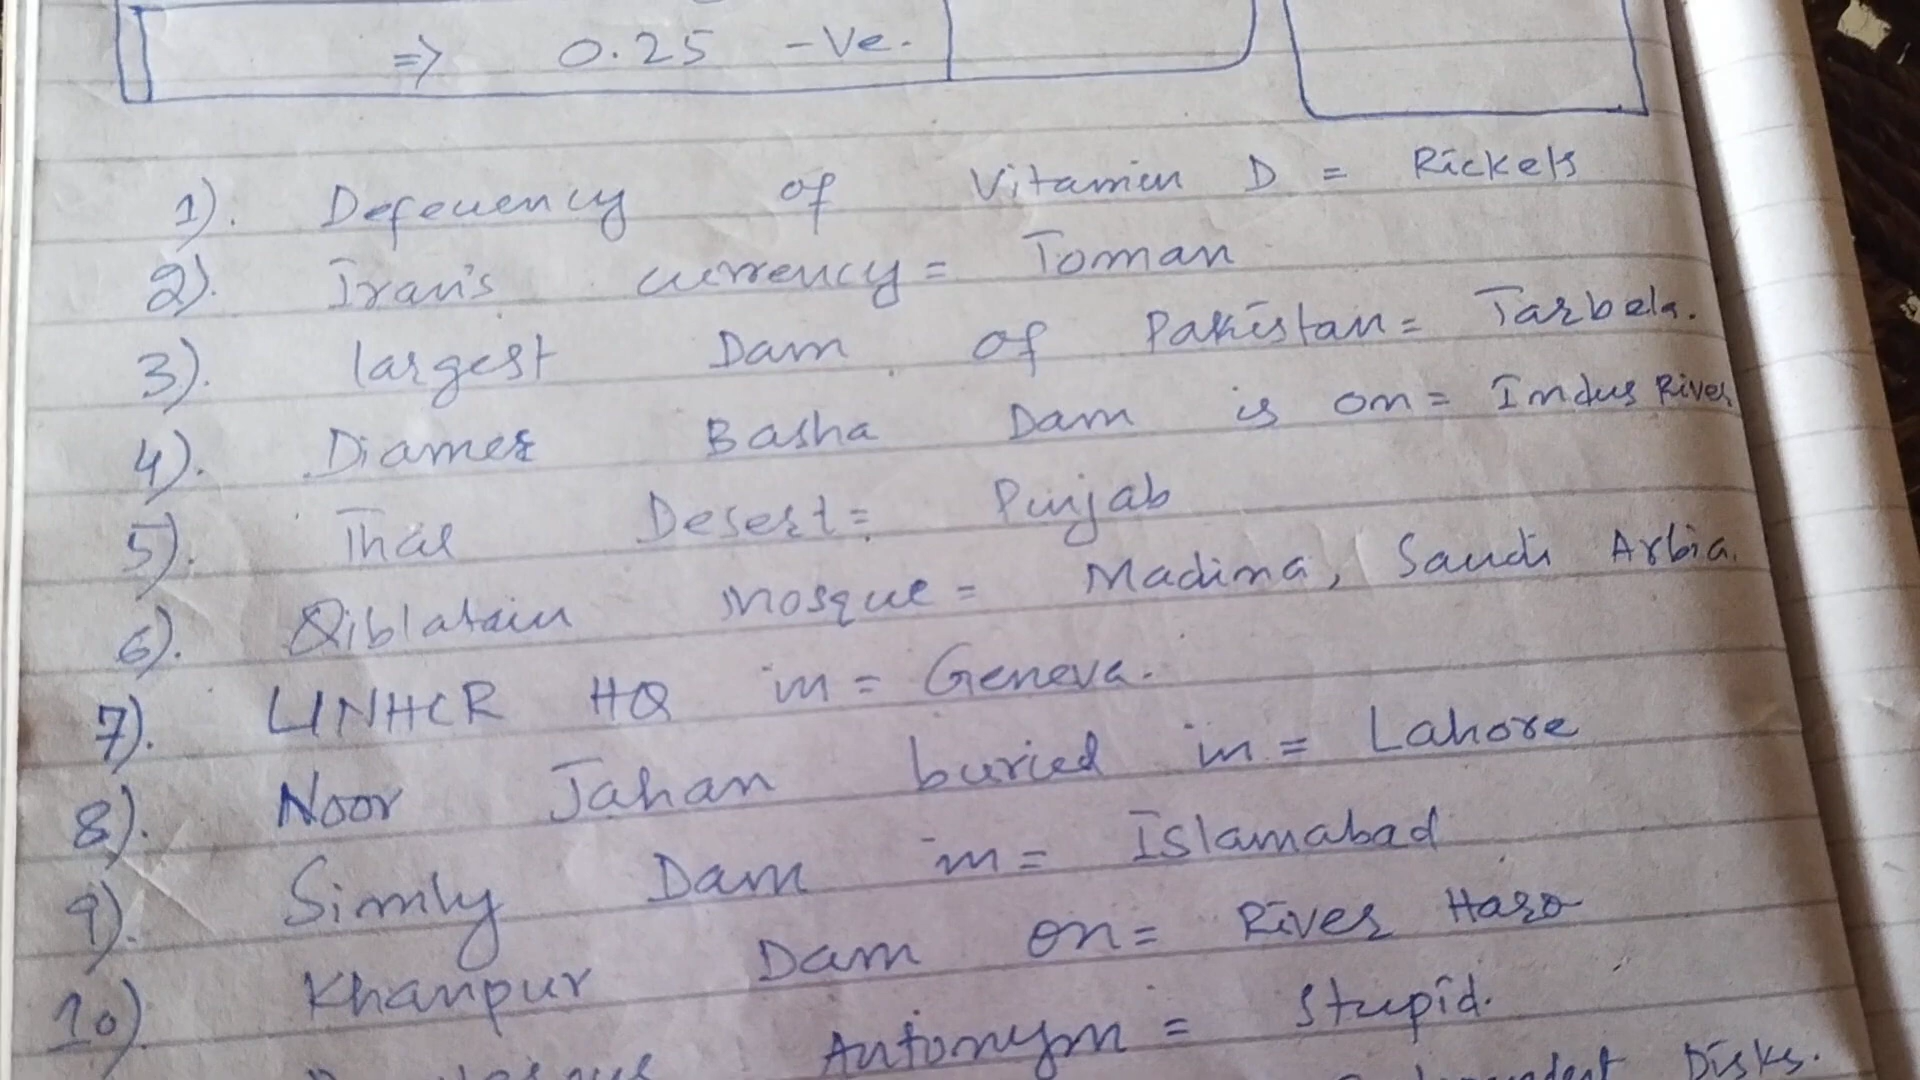 => 0.25 -Ve.
1). Defeuency of Vitamin D = Rickets
2). Iran's currency = Toman
3). largest Dam of Pakistan = Tarbela.
4). Diamer Basha Dam is on = Indus River
5). Thal Desert = Punjab
6). Qiblatain Mosque = Madina, Saudi Arbia.
7). UNHCR HQ in = Geneva.
8). Noor Jahan buried in = Lahore
9). Simly Dam in = Islamabad
10) Khanpur Dam on = River Haro
Antonym = Stupid.
Disks.